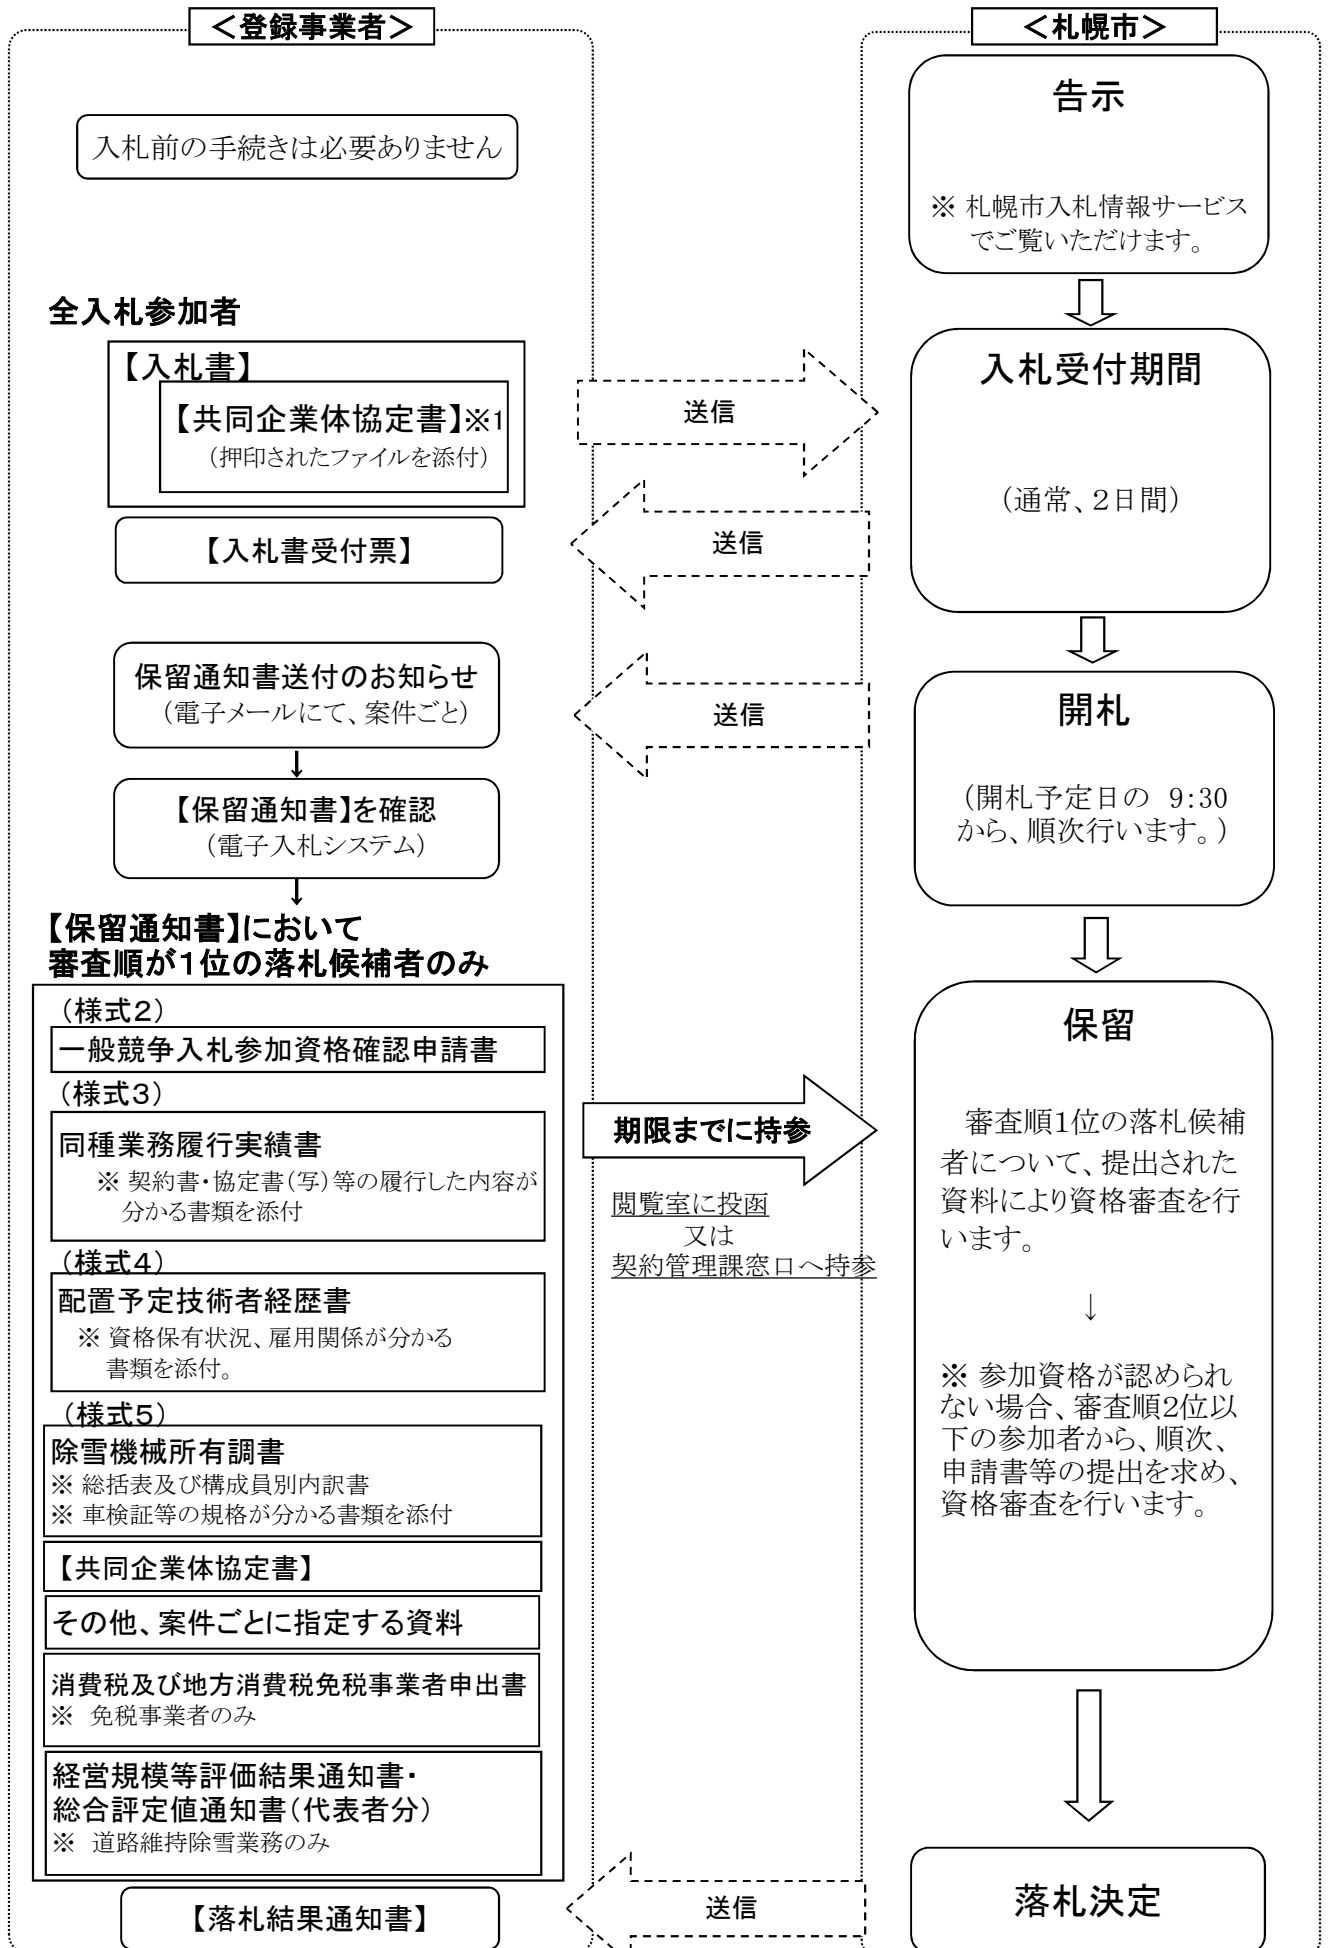 ＜登録事業者＞
入札前の手続きは必要ありません
全入札参加者
【入札書】
【共同企業体協定書】※1
（押印されたファイルを添付）
【入札書受付票】
保留通知書送付のお知らせ
（電子メールにて、案件ごと）
↓
【保留通知書】を確認
（電子入札システム）
↓
【保留通知書】において
審査順が1位の落札候補者のみ
（様式２）
一般競争入札参加資格確認申請書
（様式３）
同種業務履行実績書
※ 契約書・協定書（写）等の履行した内容が
分かる書類を添付
（様式４）
配置予定技術者経歴書
※ 資格保有状況、雇用関係が分かる
書類を添付。
（様式５）
除雪機械所有調書
※ 総括表及び構成員別内訳書
※ 車検証等の規格が分かる書類を添付
【共同企業体協定書】
その他、案件ごとに指定する資料
消費税及び地方消費税免税事業者申出書
※　免税事業者のみ
経営規模等評価結果通知書・
総合評定値通知書（代表者分）
※　道路維持除雪業務のみ
【落札結果通知書】
送信
送信
送信
期限までに持参
閲覧室に投函
又は
契約管理課窓口へ持参
送信
＜札幌市＞
告示
※ 札幌市入札情報サービス
でご覧いただけます。
入札受付期間
（通常、２日間）
開札
（開札予定日の　9:30
から、順次行います。）
保留
審査順1位の落札候補
者について、提出された
資料により資格審査を行
います。
↓
※ 参加資格が認められ
ない場合、審査順2位以
下の参加者から、順次、
申請書等の提出を求め、
資格審査を行います。
落札決定